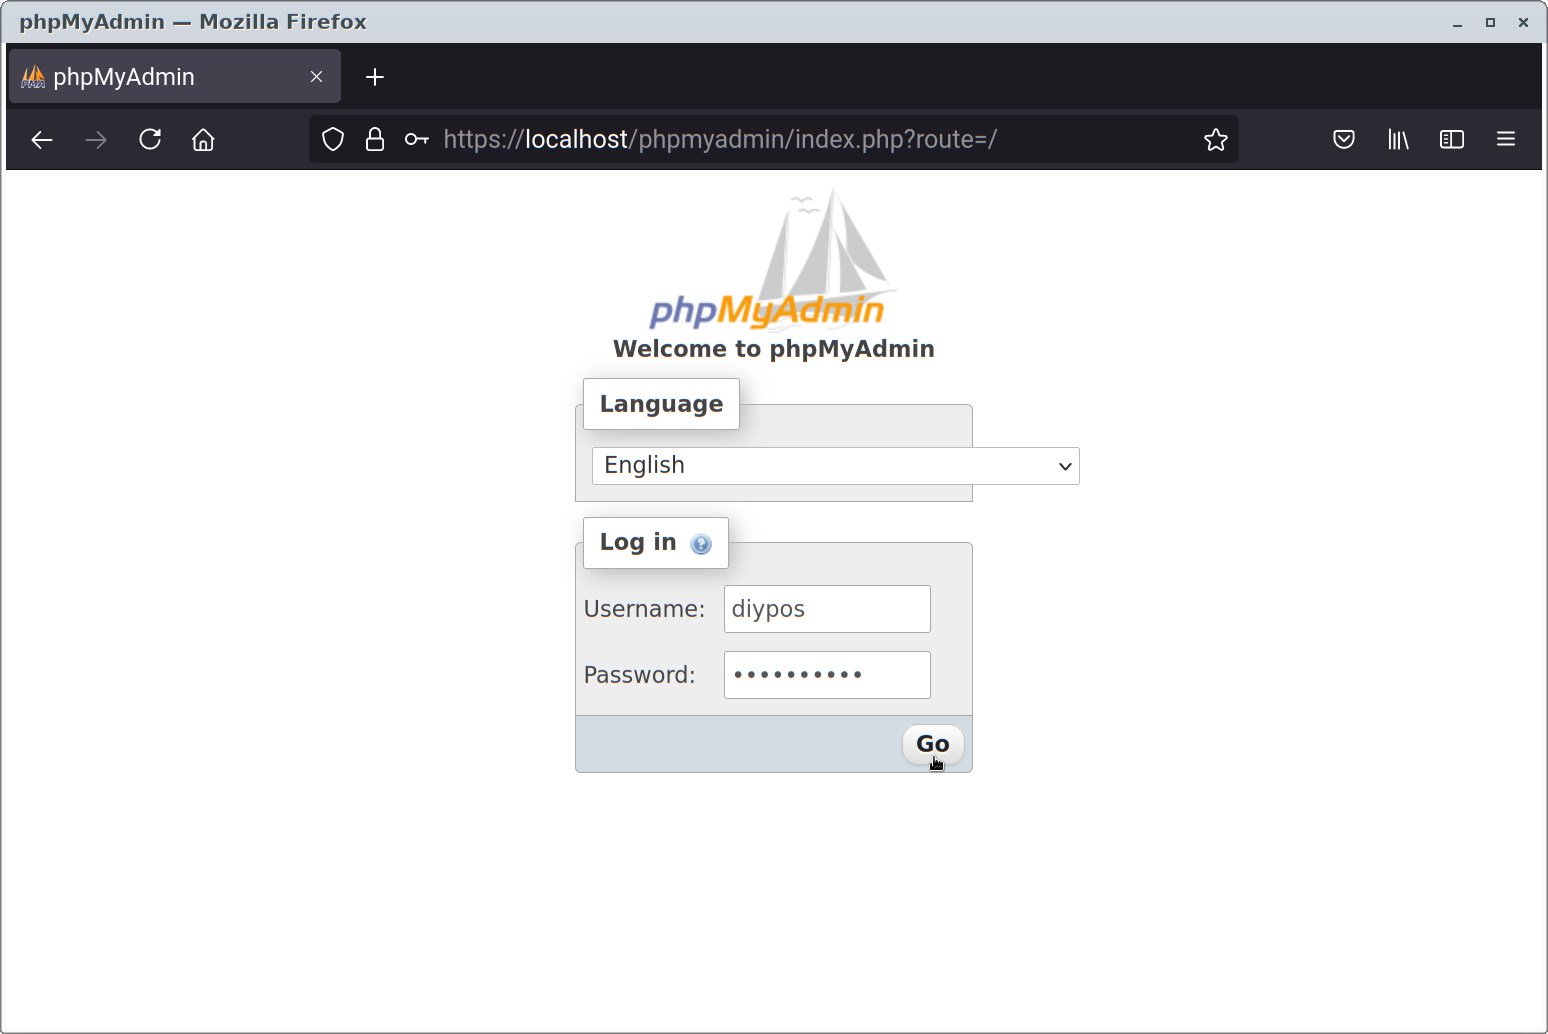 phpMyAdmin — Mozilla Firefox
phpMyAdmin
https://localhost/phpmyadmin/index.php?route=/
phpMyAdmin
Welcome to phpMyAdmin
Language
English
Log in
Username: diypos
Password: ••••••••••
Go